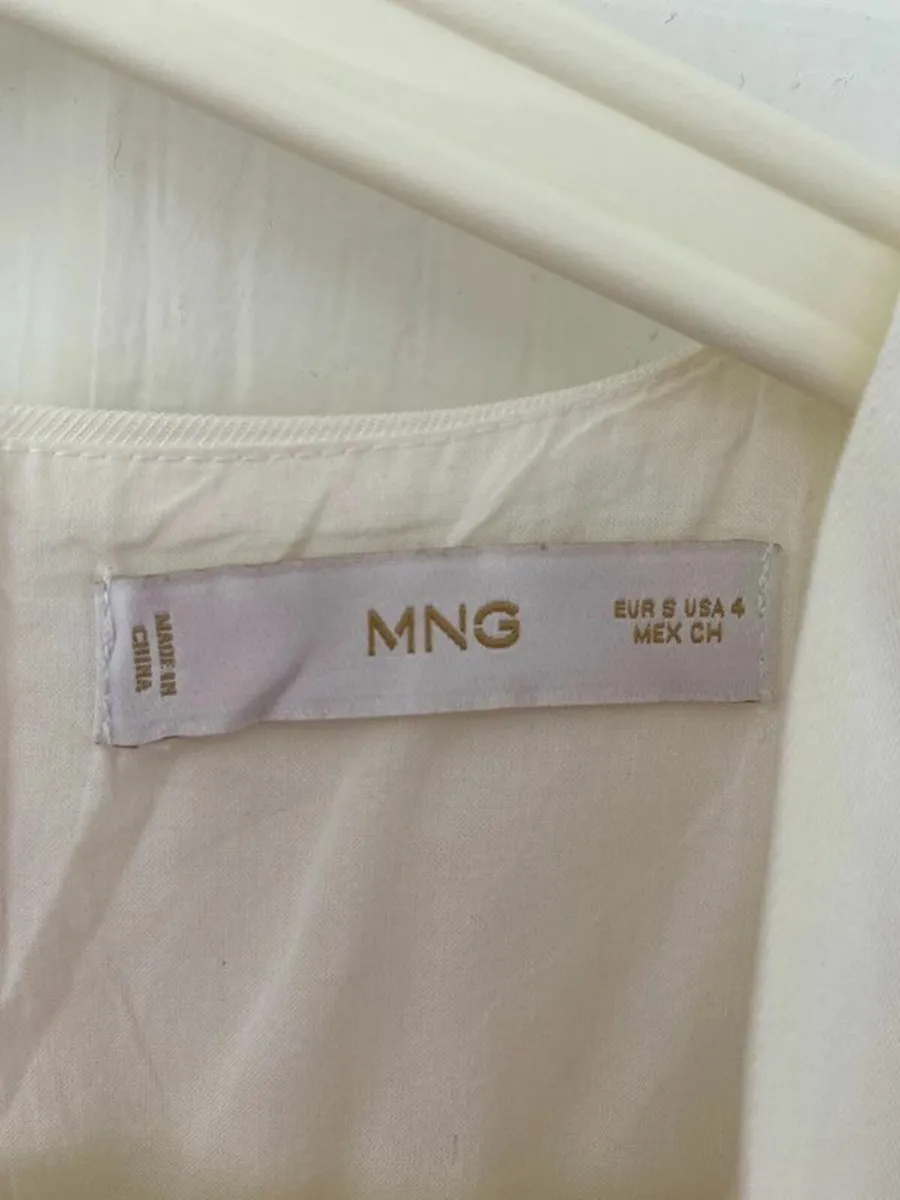 MADE IN
CHINA
MNG
EUR S USA 4
MEX CH